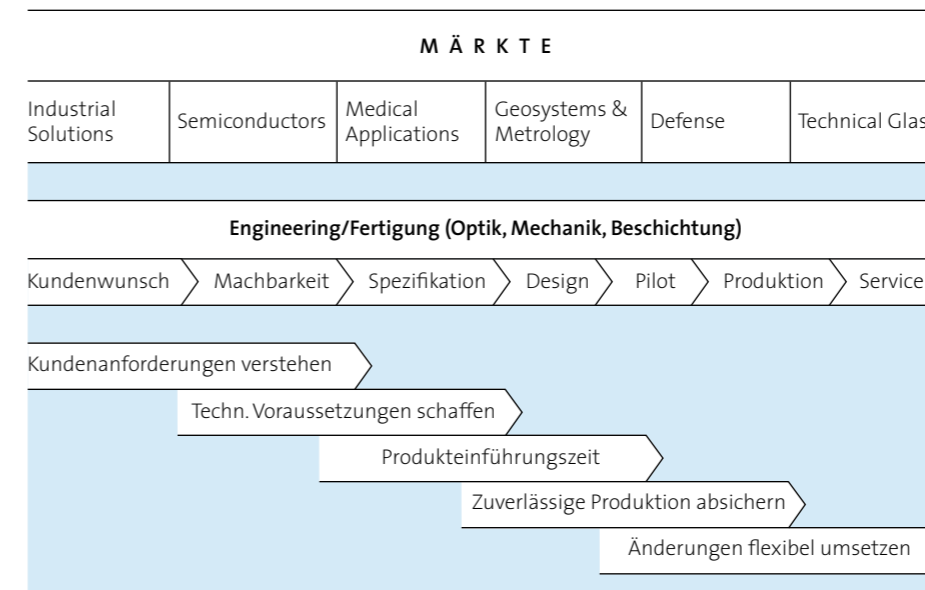 MÄRKTE
Industrial
Solutions
Semiconductors
Medical
Applications
Geosystems &
Metrology
Defense
Technical Glas
Engineering/Fertigung (Optik, Mechanik, Beschichtung)
Kundenwunsch
Machbarkeit
Spezifikation
Design
Pilot
Produktion
Service
Kundenanforderungen verstehen
Techn. Voraussetzungen schaffen
Produkteinführungszeit
Zuverlässige Produktion absichern
Änderungen flexibel umsetzen